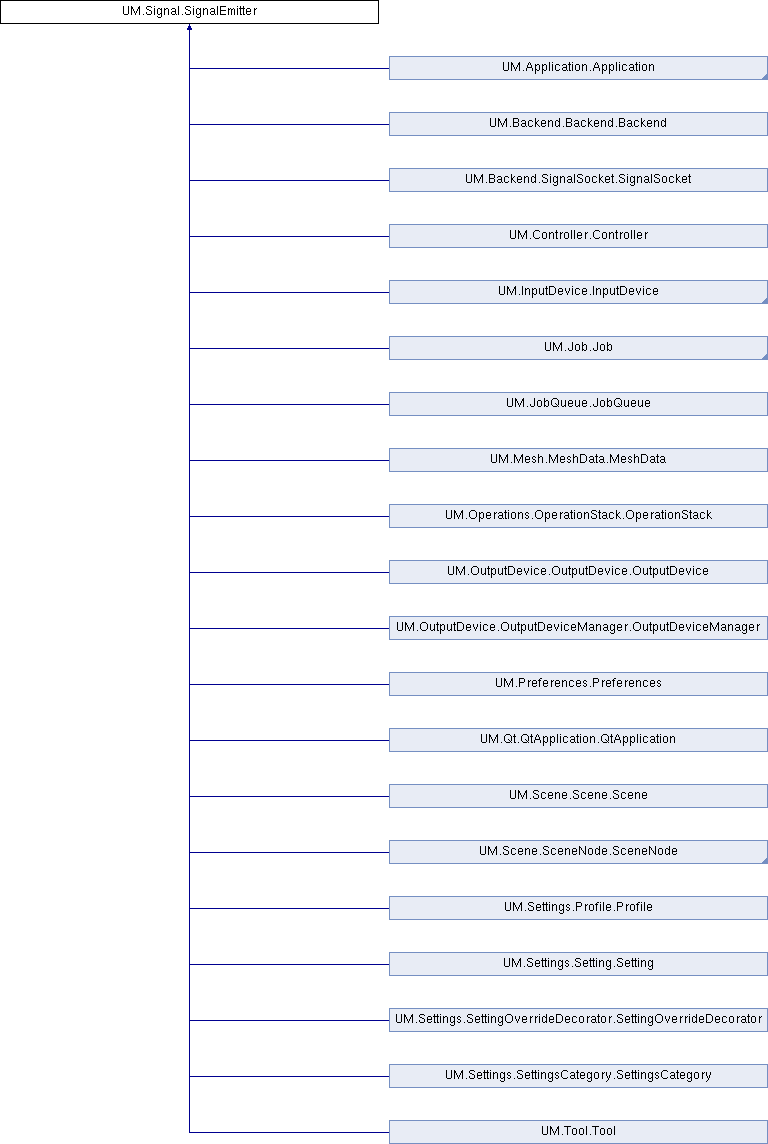 UM.Signal.SignalEmitter
UM.Application.Application
UM.Backend.Backend.Backend
UM.Backend.SignalSocket.SignalSocket
UM.Controller.Controller
UM.InputDevice.InputDevice
UM.Job.Job
UM.JobQueue.JobQueue
UM.Mesh.MeshData.MeshData
UM.Operations.OperationStack.OperationStack
UM.OutputDevice.OutputDevice.OutputDevice
UM.OutputDevice.OutputDeviceManager.OutputDeviceManager
UM.Preferences.Preferences
UM.Qt.QtApplication.QtApplication
UM.Scene.Scene.Scene
UM.Scene.SceneNode.SceneNode
UM.Settings.Profile.Profile
UM.Settings.Setting.Setting
UM.Settings.SettingOverrideDecorator.SettingOverrideDecorator
UM.Settings.SettingsCategory.SettingsCategory
UM.Tool.Tool